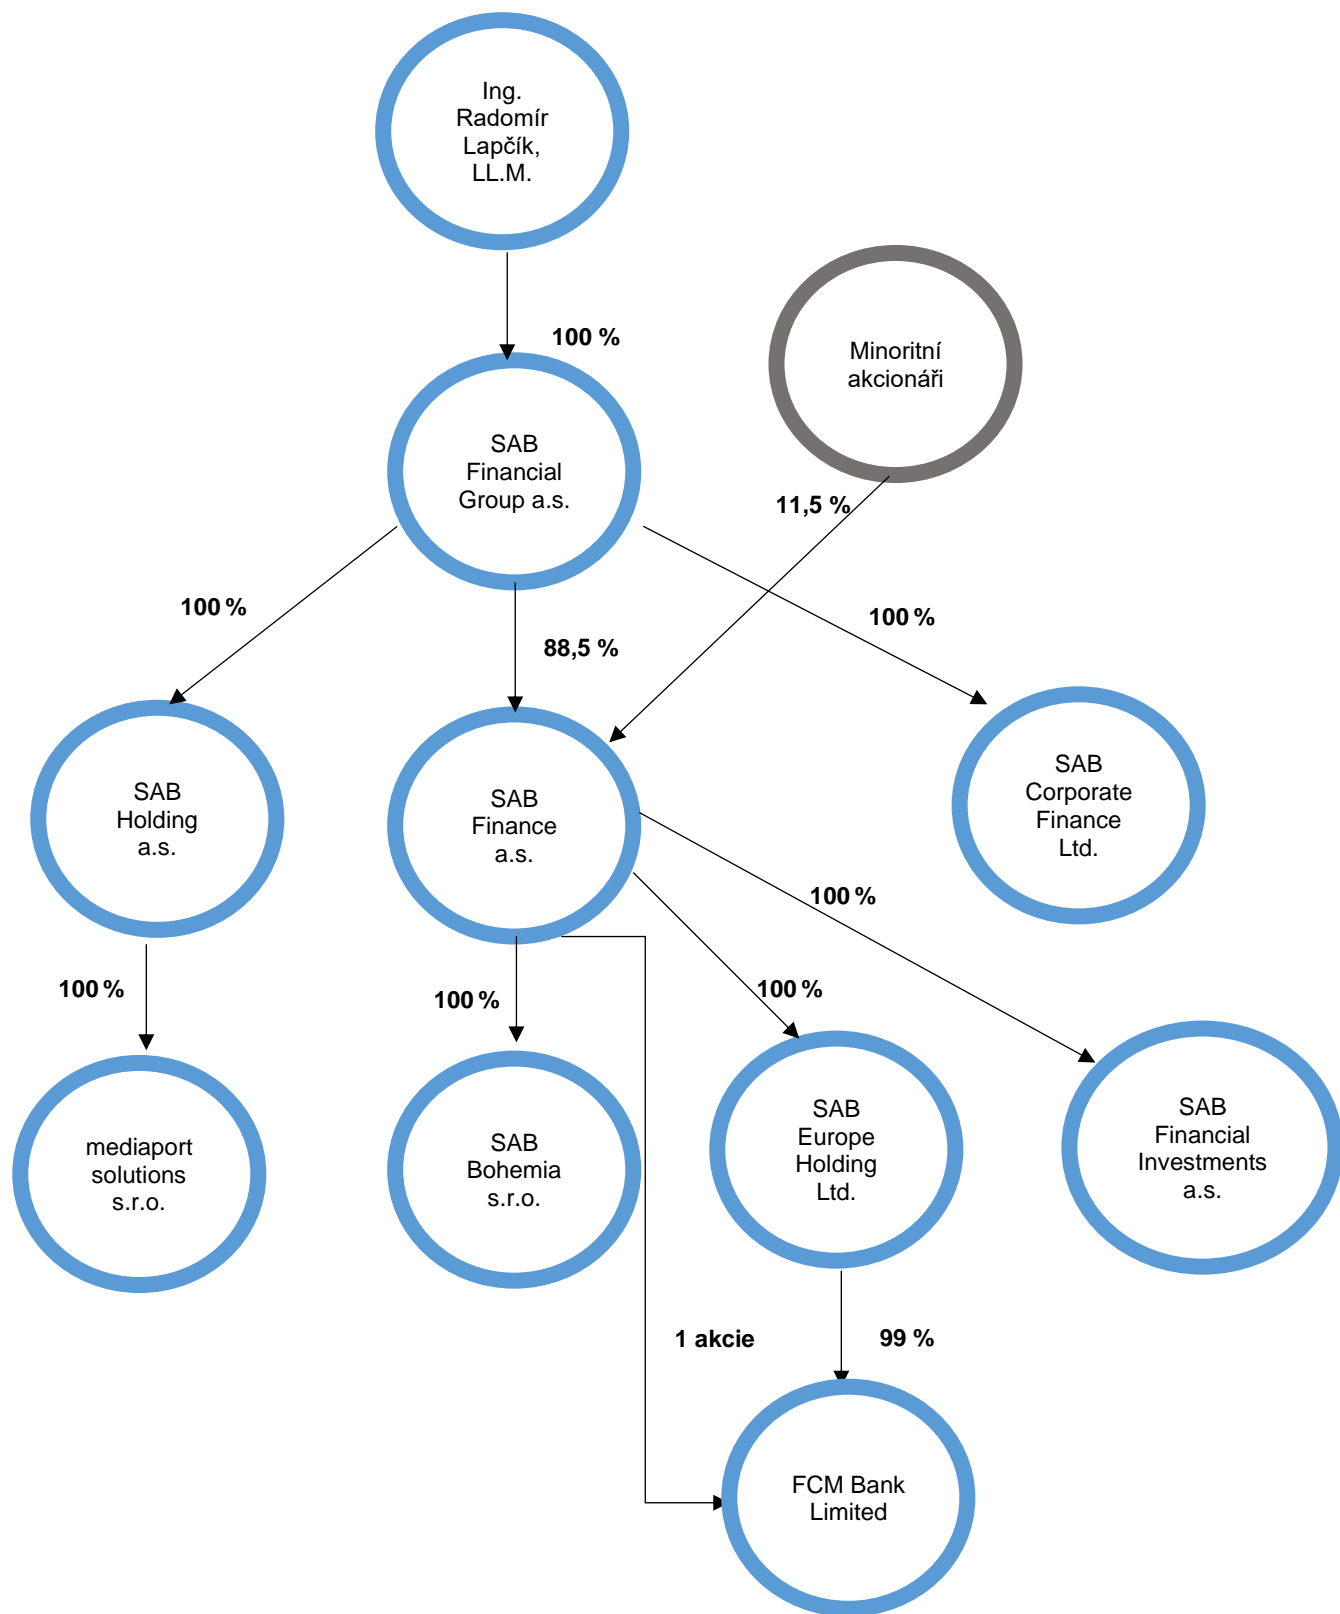 Ing.
Radomír
Lapčík,
LL.M.
100 %
Minoritní
akcionáři
SAB
Financial
Group a.s.
11,5 %
100 %
88,5 %
100 %
SAB
Holding
a.s.
SAB
Finance
a.s.
SAB
Corporate
Finance
Ltd.
100 %
100 %
100 %
100 %
mediaport
solutions
s.r.o.
SAB
Bohemia
s.r.o.
SAB
Europe
Holding
Ltd.
SAB
Financial
Investments
a.s.
1 akcie
99 %
FCM Bank
Limited